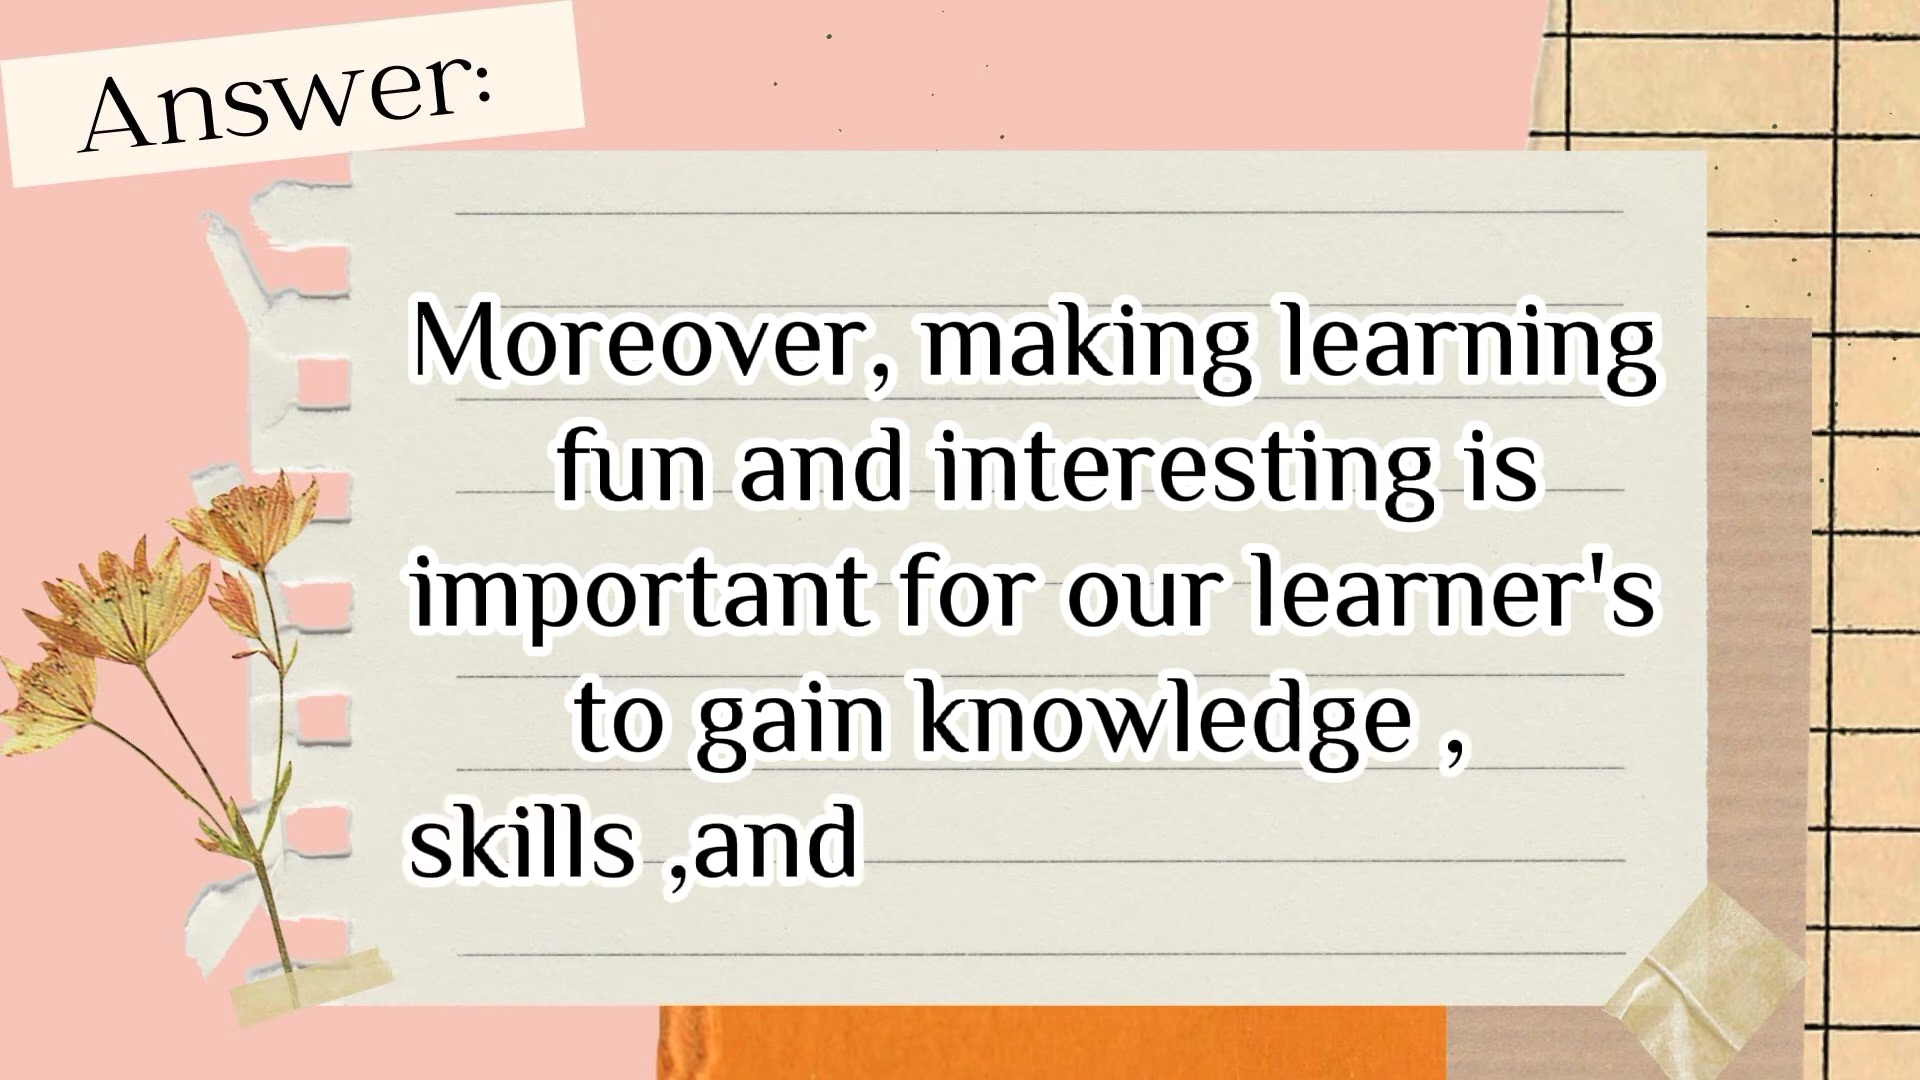 Answer:
Moreover, making learning
fun and interesting is
important for our learner's
to gain knowledge ,
skills ,and